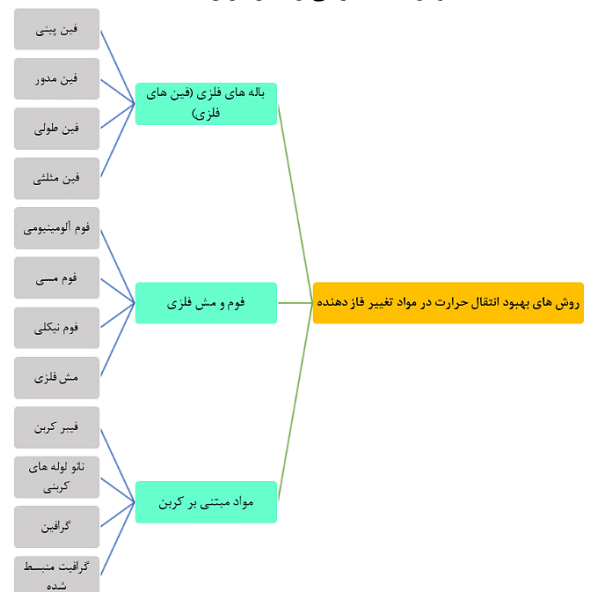 روش های بهبود انتقال حرارت در مواد تغییر فاز دهنده
باله های فلزی (فین های
فلزی)
فین پینی
فین مدور
فین طولی
فین مثلثی
فوم و مش فلزی
فوم آلومینیومی
فوم مسی
فوم نیکلی
مش فلزی
مواد مبتنی بر کربن
فیبر کربن
نانو لوله های
کربنی
گرافین
گرافیت منبسط
شده